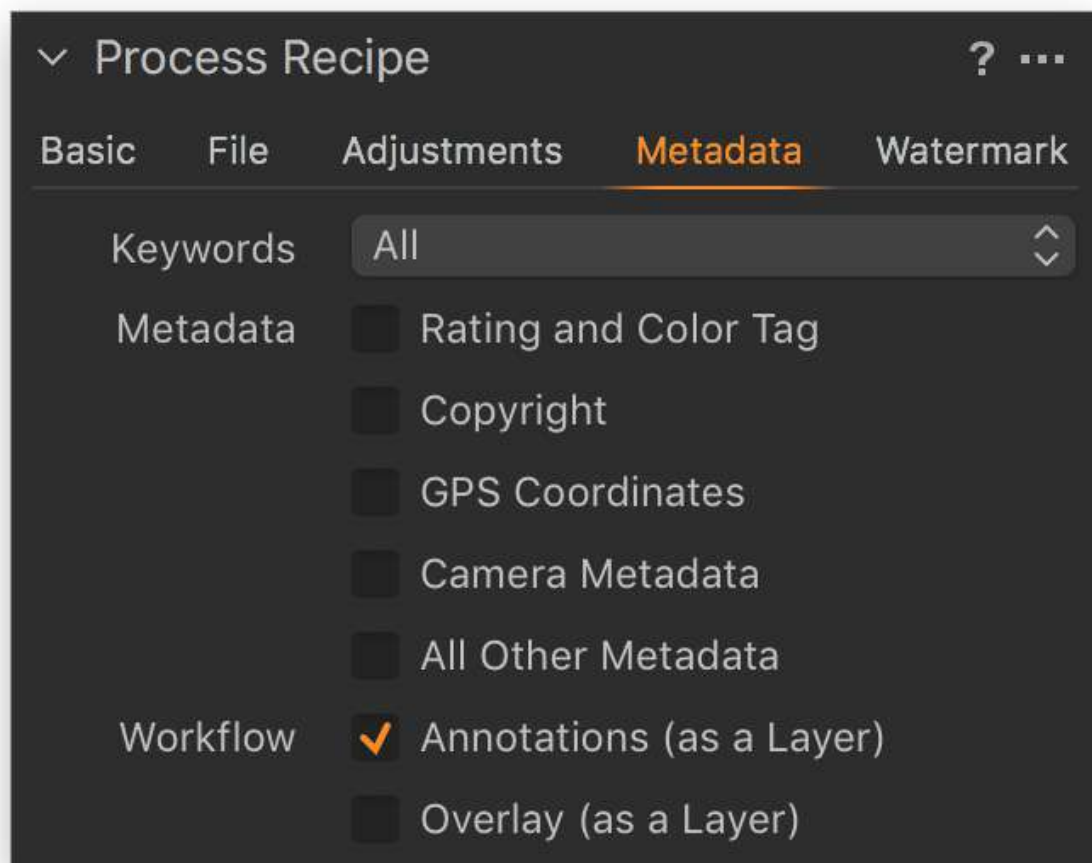 Process Recipe ? ...
Basic File Adjustments Metadata Watermark
Keywords All
Metadata Rating and Color Tag
Copyright
GPS Coordinates
Camera Metadata
All Other Metadata
Workflow Annotations (as a Layer)
Overlay (as a Layer)